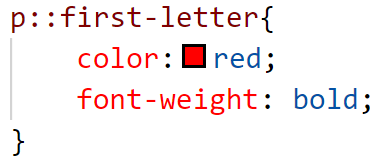 p::first-letter{
    color: red;
    font-weight: bold;
}